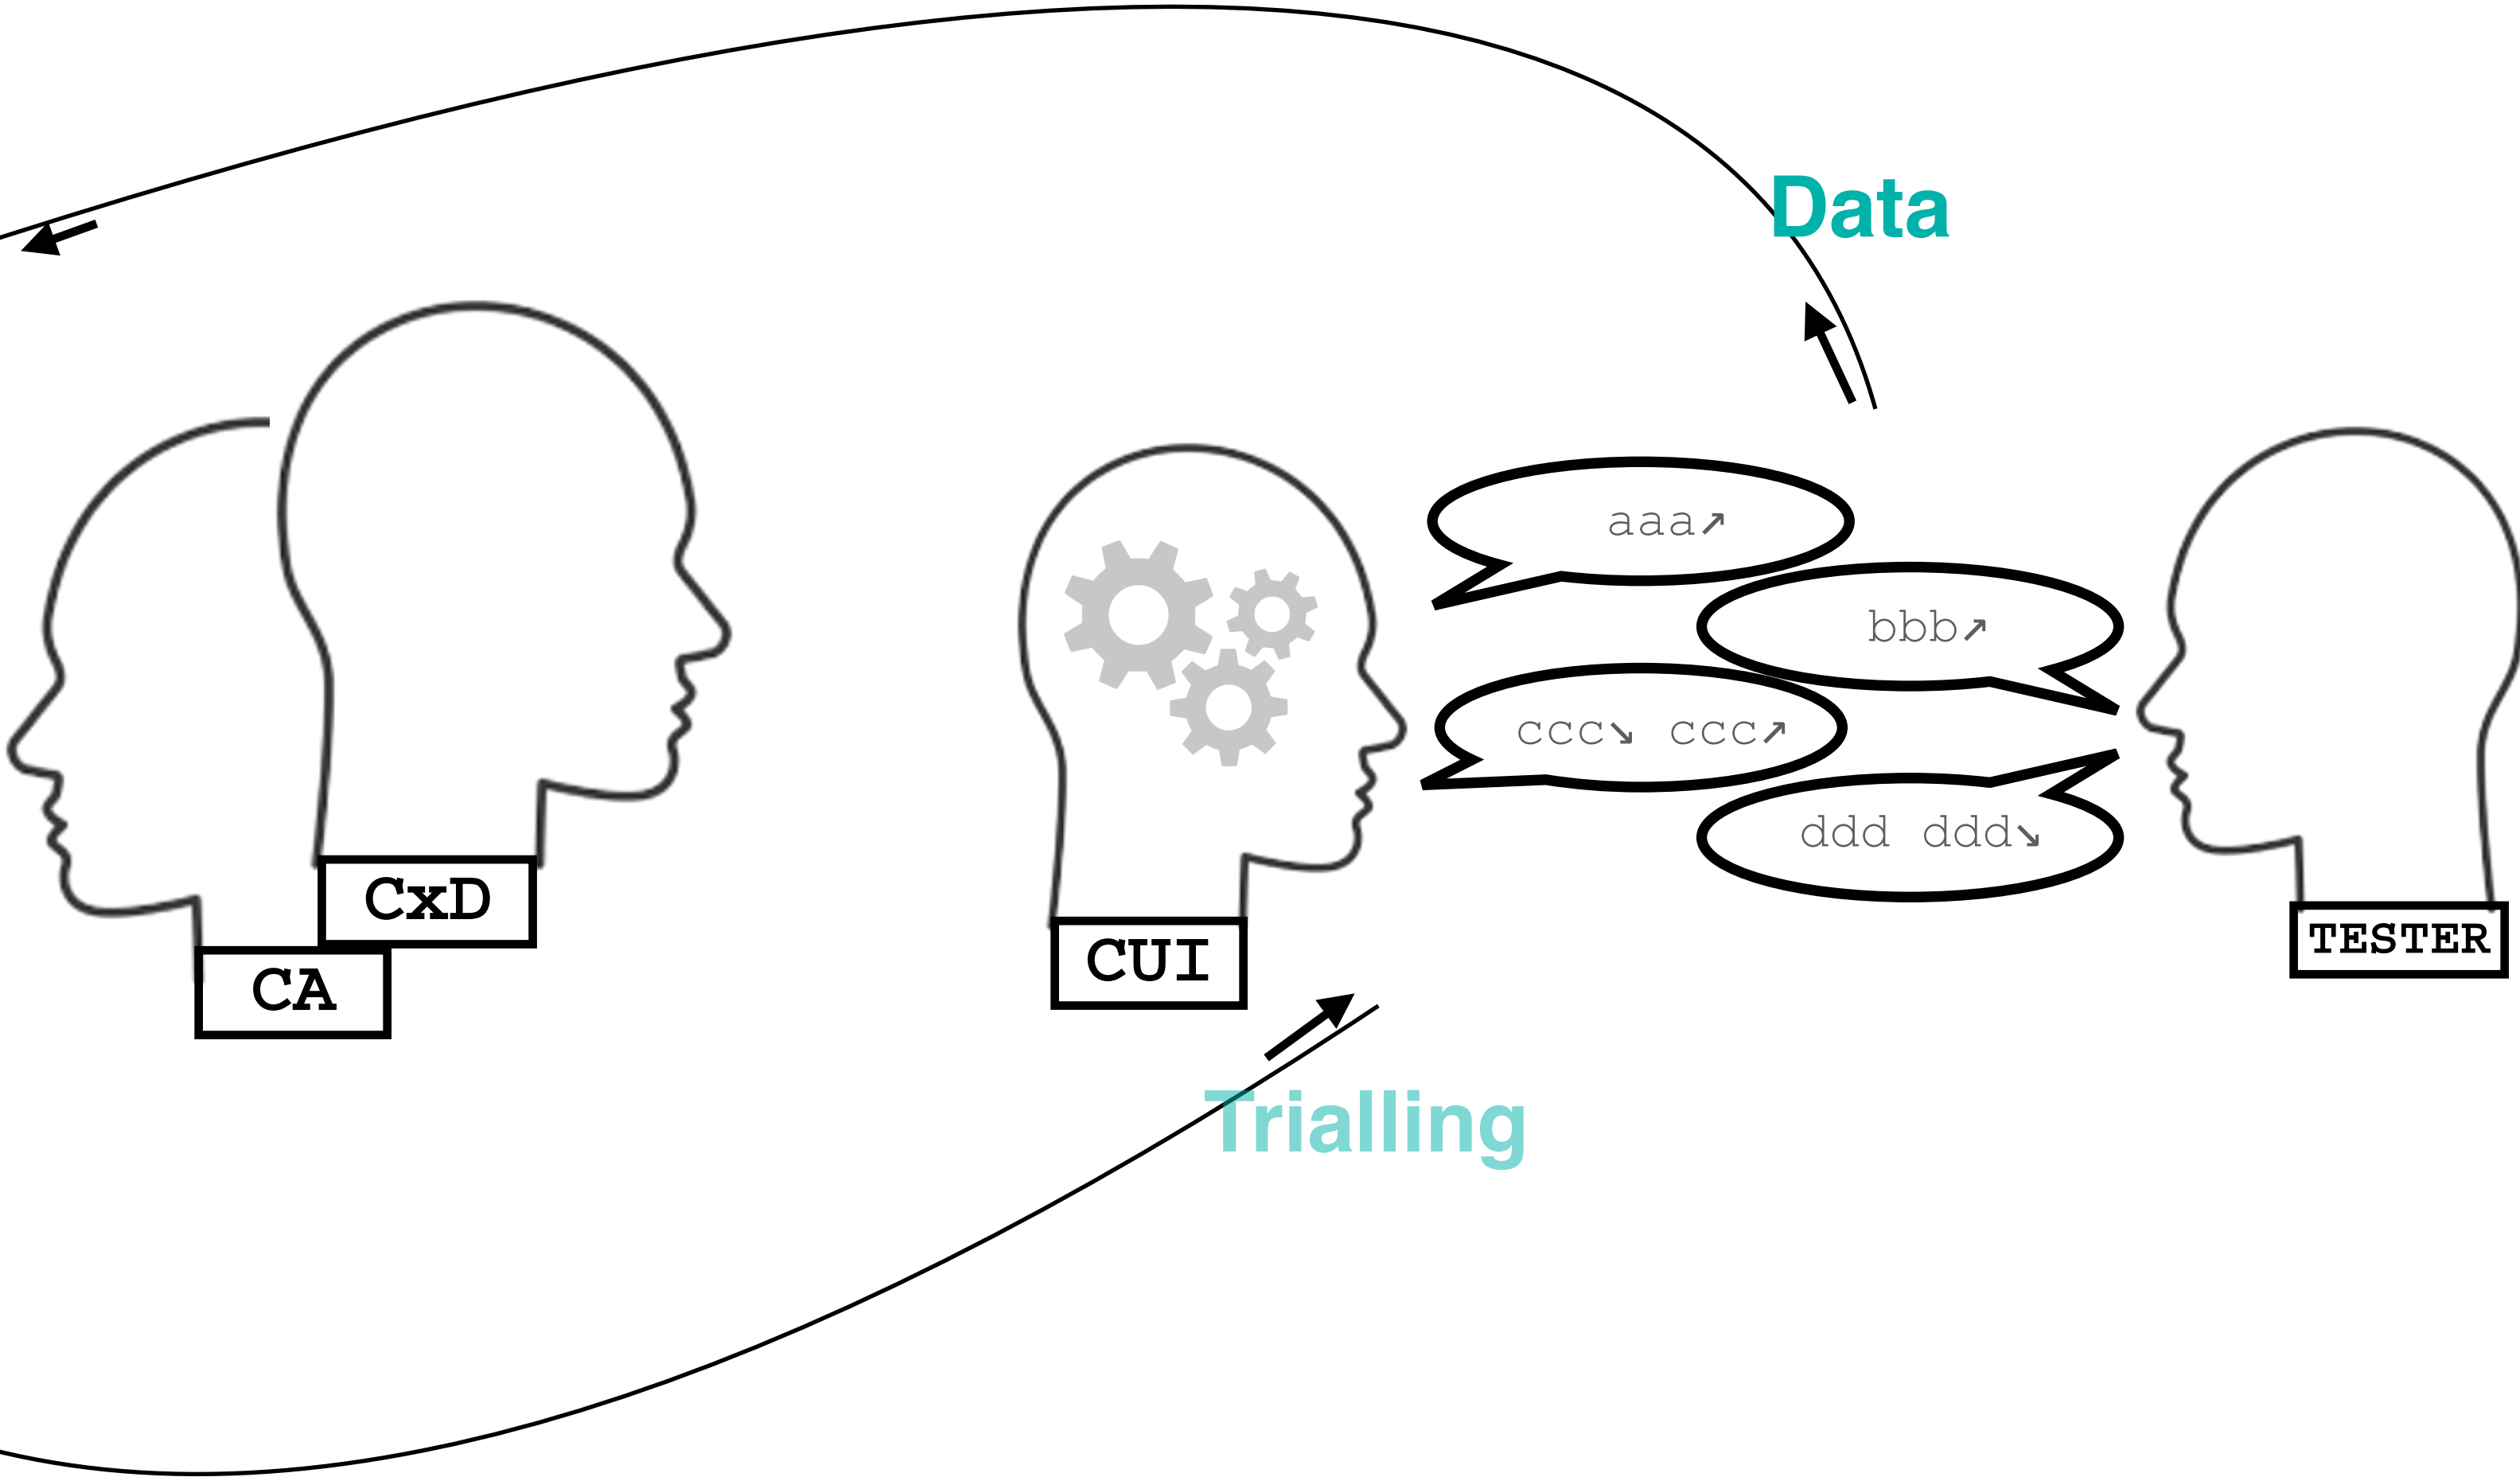 Data
aaa↗
bbb↗
ccc↘ ccc↗
ddd ddd↘
CxD
CA
CUI
TESTER
Trialling